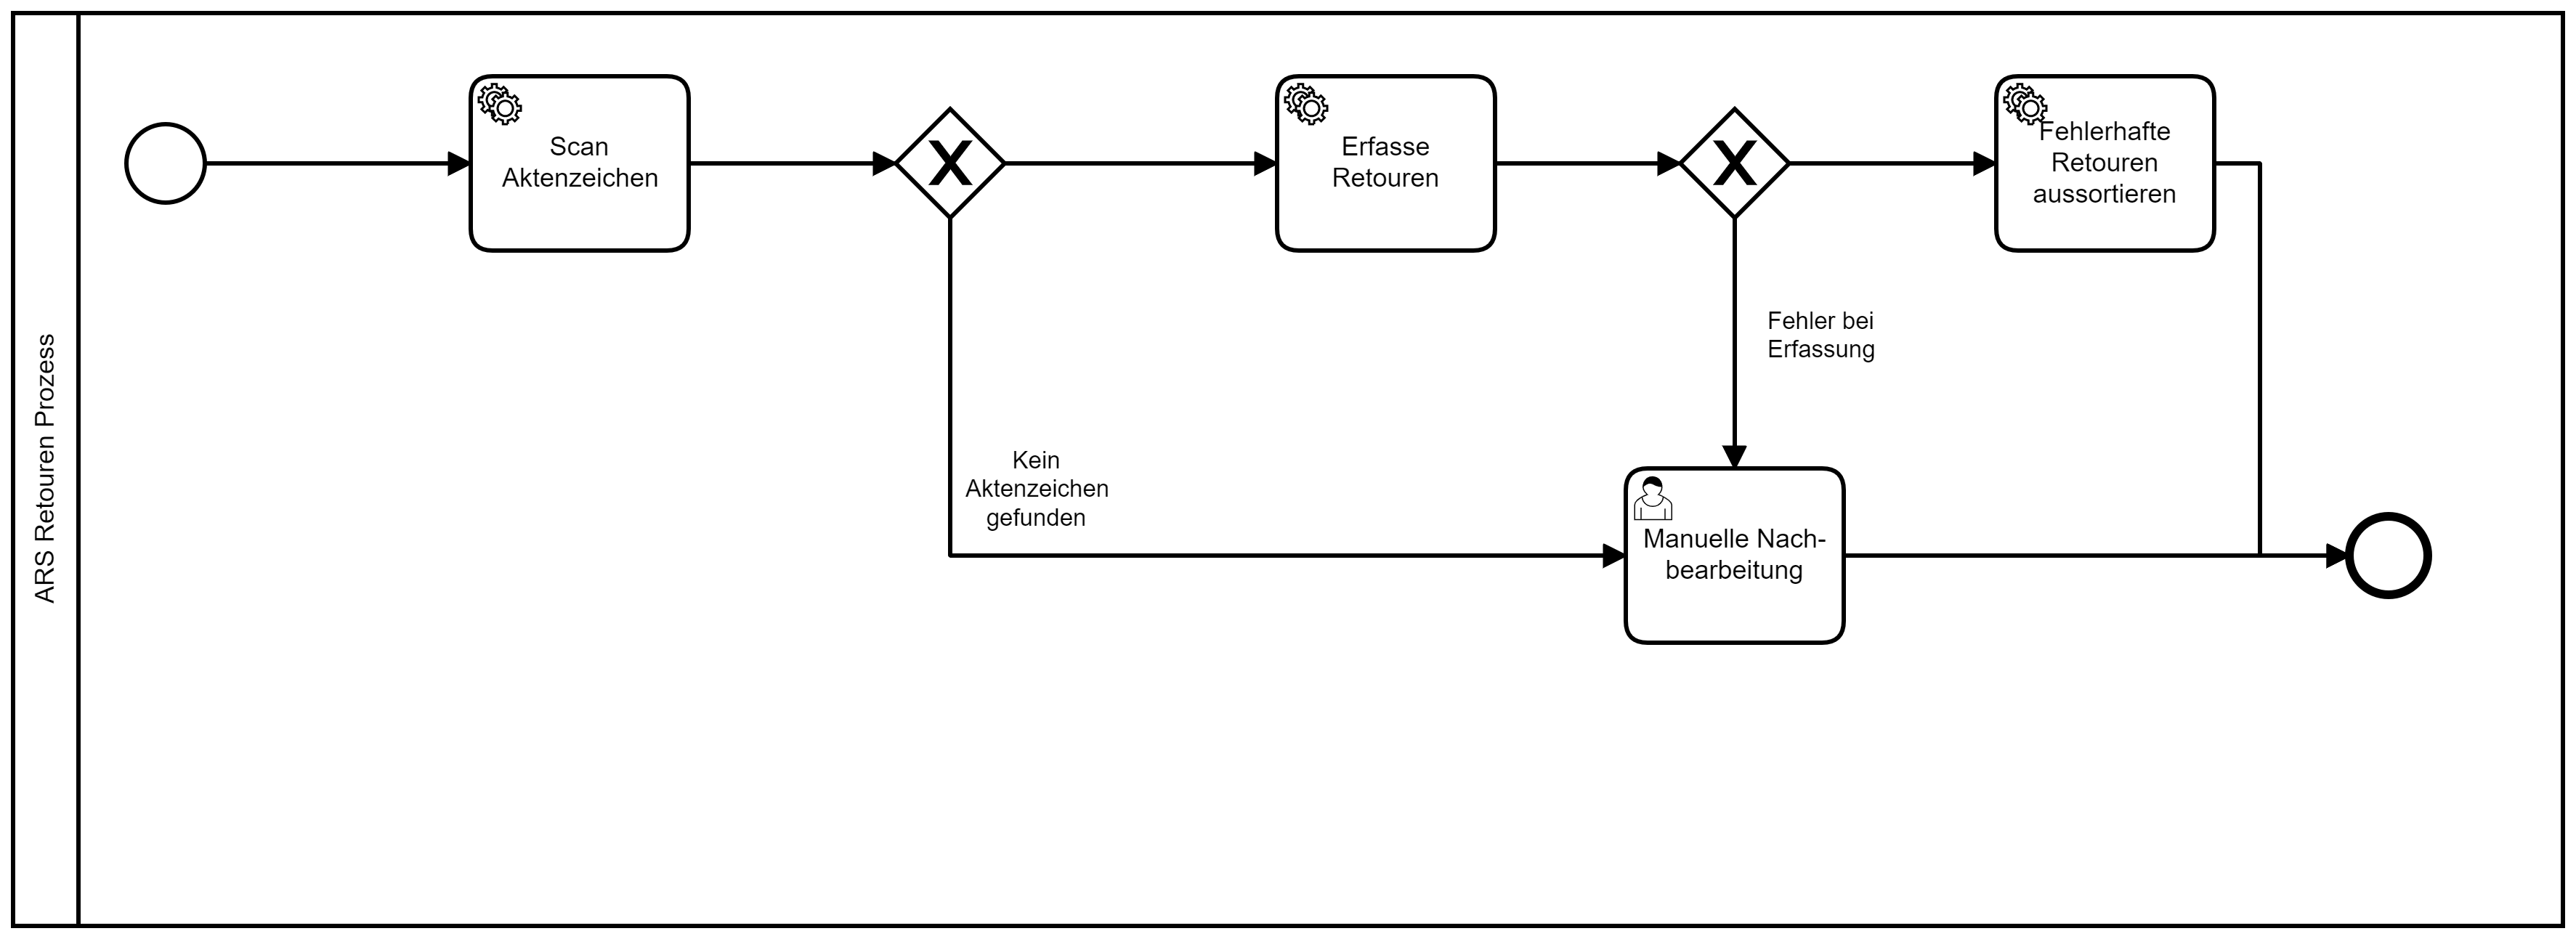 ARS Retouren Prozess
Scan
Aktenzeichen
Erfasse
Retouren
Fehlerhafte
Retouren
aussortieren
Fehler bei
Erfassung
Kein
Aktenzeichen
gefunden
Manuelle Nach-
bearbeitung